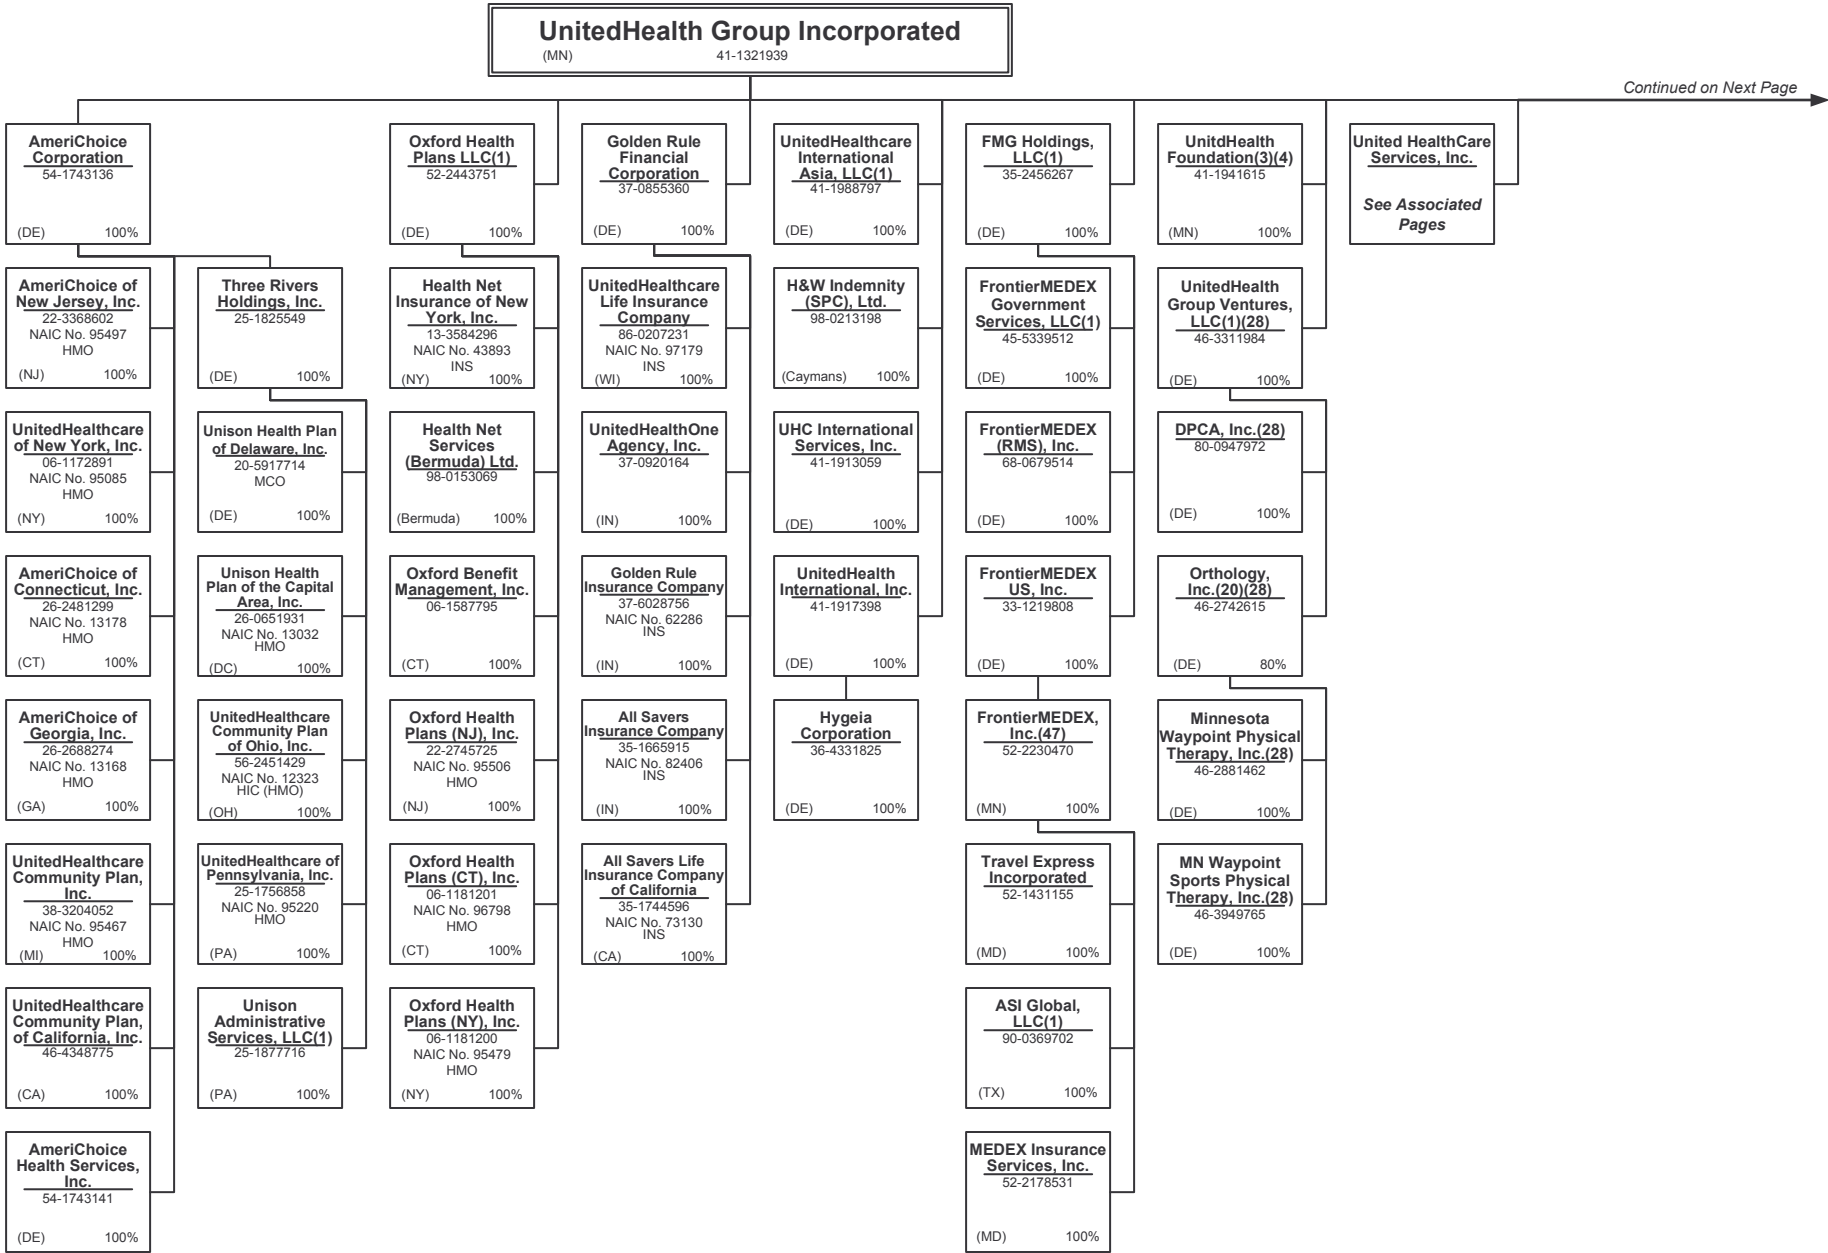 UnitedHealth Group Incorporated
(MN) 41-1321939
Continued on Next Page
AmeriChoice
Corporation
54-1743136
(DE) 100%
Oxford Health
Plans LLC(1)
52-2443751
(DE) 100%
Golden Rule
Financial
Corporation
37-0855360
(DE) 100%
UnitedHealthcare
International
Asia, LLC(1)
41-1988797
(DE) 100%
FMG Holdings,
LLC(1)
35-2456267
(DE) 100%
UnitdHealth
Foundation(3)(4)
41-1941615
(MN) 100%
United HealthCare
Services, Inc.
See Associated
Pages
AmeriChoice of
New Jersey, Inc.
22-3368602
NAIC No. 95497
HMO
(NJ) 100%
Three Rivers
Holdings, Inc.
25-1825549
(DE) 100%
Health Net
Insurance of New
York, Inc.
13-3584296
NAIC No. 43893
INS
(NY) 100%
UnitedHealthcare
Life Insurance
Company
86-0207231
NAIC No. 97179
INS
(WI) 100%
H&W Indemnity
(SPC), Ltd.
98-0213198
(Caymans) 100%
FrontierMEDEX
Government
Services, LLC(1)
45-5339512
(DE) 100%
UnitedHealth
Group Ventures,
LLC(1)(28)
46-3311984
(DE) 100%
UnitedHealthcare
of New York, Inc.
06-1172891
NAIC No. 95085
HMO
(NY) 100%
Unison Health Plan
of Delaware, Inc.
20-5917714
MCO
(DE) 100%
Health Net
Services
(Bermuda) Ltd.
98-0153069
(Bermuda) 100%
UnitedHealthOne
Agency, Inc.
37-0920164
(IN) 100%
UHC International
Services, Inc.
41-1913059
(DE) 100%
FrontierMEDEX
(RMS), Inc.
68-0679514
(DE) 100%
DPCA, Inc.(28)
80-0947972
(DE) 100%
AmeriChoice of
Connecticut, Inc.
26-2481299
NAIC No. 13178
HMO
(CT) 100%
Unison Health
Plan of the Capital
Area, Inc.
26-0651931
NAIC No. 13032
HMO
(DC) 100%
Oxford Benefit
Management, Inc.
06-1587795
(CT) 100%
Golden Rule
Insurance Company
37-6028756
NAIC No. 62286
INS
(IN) 100%
UnitedHealth
International, Inc.
41-1917398
(DE) 100%
FrontierMEDEX
US, Inc.
33-1219808
(DE) 100%
Orthology,
Inc.(20)(28)
46-2742615
(DE) 80%
AmeriChoice of
Georgia, Inc.
26-2688274
NAIC No. 13168
HMO
(GA) 100%
UnitedHealthcare
Community Plan
of Ohio, Inc.
56-2451429
NAIC No. 12323
HIC (HMO)
(OH) 100%
Oxford Health
Plans (NJ), Inc.
22-2745725
NAIC No. 95506
HMO
(NJ) 100%
All Savers
Insurance Company
35-1665915
NAIC No. 82406
INS
(IN) 100%
Hygeia
Corporation
36-4331825
(DE) 100%
FrontierMEDEX,
Inc.(47)
52-2230470
(MN) 100%
Minnesota
Waypoint Physical
Therapy, Inc.(28)
46-2881462
(DE) 100%
UnitedHealthcare
Community Plan,
Inc.
38-3204052
NAIC No. 95467
HMO
(MI) 100%
UnitedHealthcare of
Pennsylvania, Inc.
25-1756858
NAIC No. 95220
HMO
(PA) 100%
Oxford Health
Plans (CT), Inc.
06-1181201
NAIC No. 96798
HMO
(CT) 100%
All Savers Life
Insurance Company
of California
35-1744596
NAIC No. 73130
INS
(CA) 100%
Travel Express
Incorporated
52-1431155
(MD) 100%
MN Waypoint
Sports Physical
Therapy, Inc.(28)
46-3949765
(DE) 100%
UnitedHealthcare
Community Plan,
of California, Inc.
46-4348775
(CA) 100%
Unison
Administrative
Services, LLC(1)
25-1877716
(PA) 100%
Oxford Health
Plans (NY), Inc.
06-1181200
NAIC No. 95479
HMO
(NY) 100%
ASI Global,
LLC(1)
90-0369702
(TX) 100%
AmeriChoice
Health Services,
Inc.
54-1743141
(DE) 100%
MEDEX Insurance
Services, Inc.
52-2178531
(MD) 100%